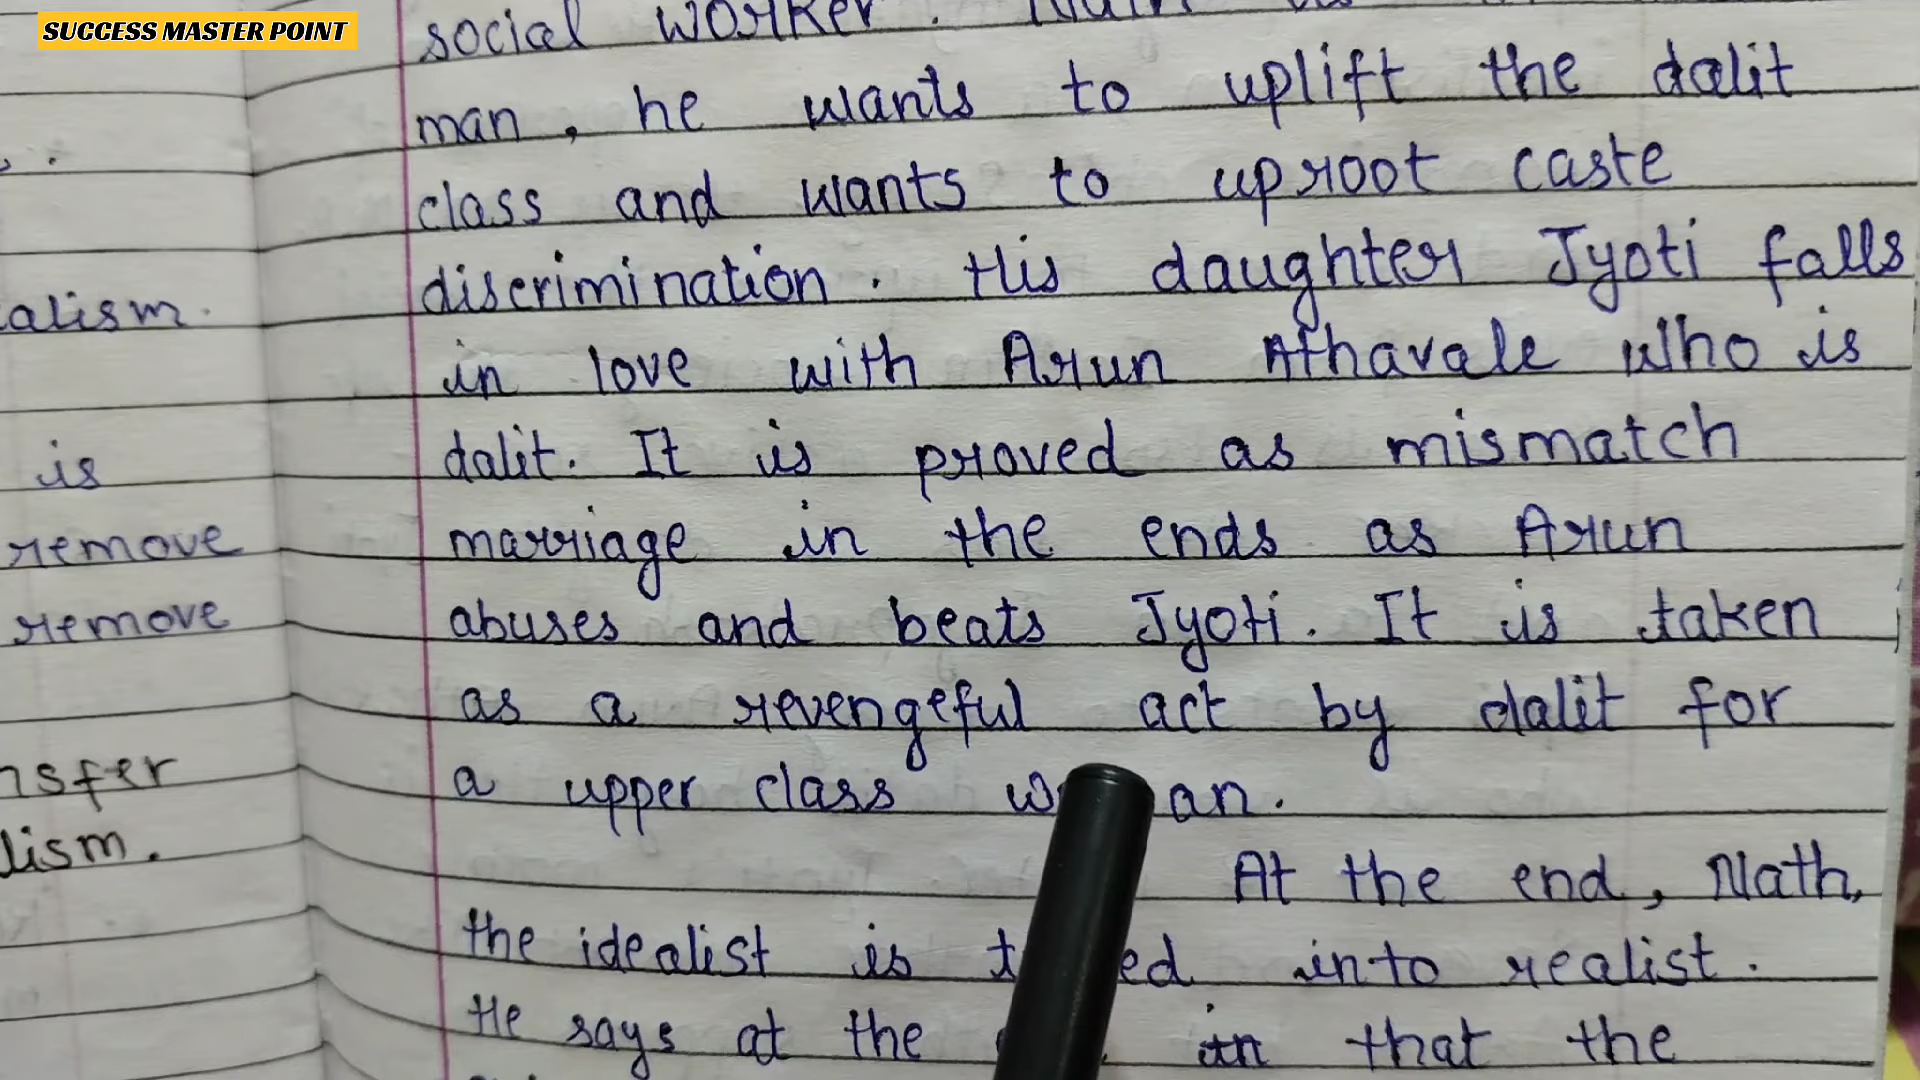 SUCCESS MASTER POINT
social worker.
man, he wants to uplift the dalit
class and wants to uproot caste
discrimination. His daughter Jyoti falls
in love with Arun Athavale who is
dalit. It is proved as mismatch
marriage in the ends as Arun
abuses and beats Jyoti. It is taken
as a revengeful act by dalit for
a upper class
At the end, Nath,
the idealist is into realist.
He says at the in that the
alism.
is
remove
remove
nsfer
lism.